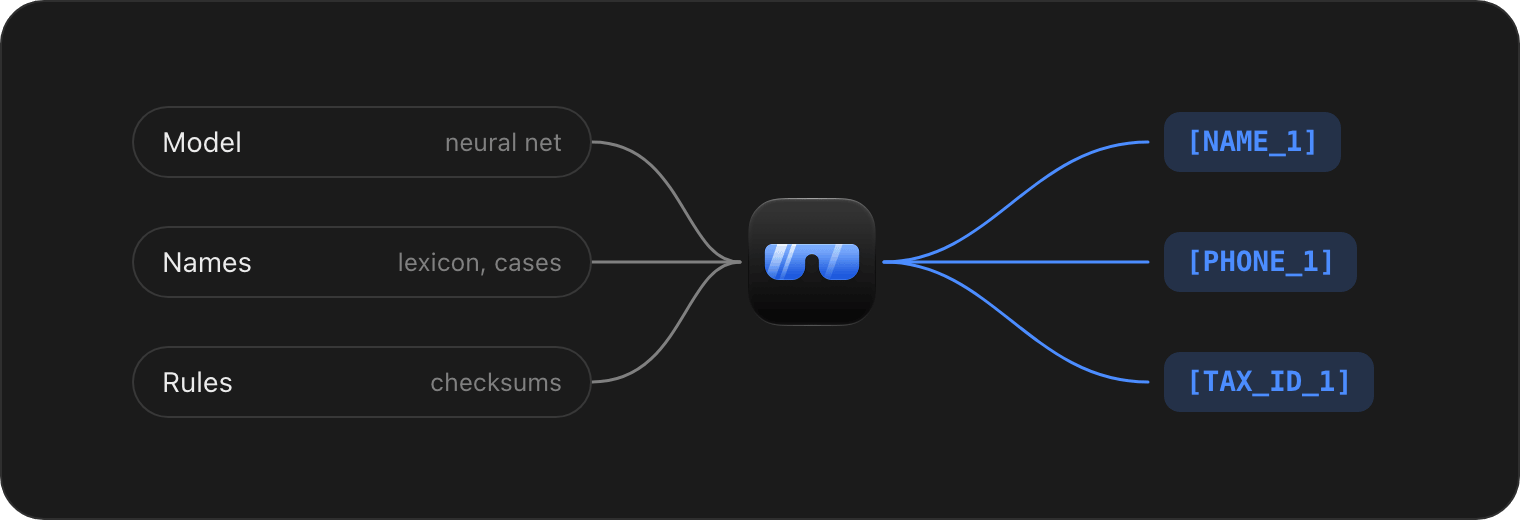 Model neural net
[NAME_1]
Names lexicon, cases
[PHONE_1]
Rules checksums
[TAX_ID_1]